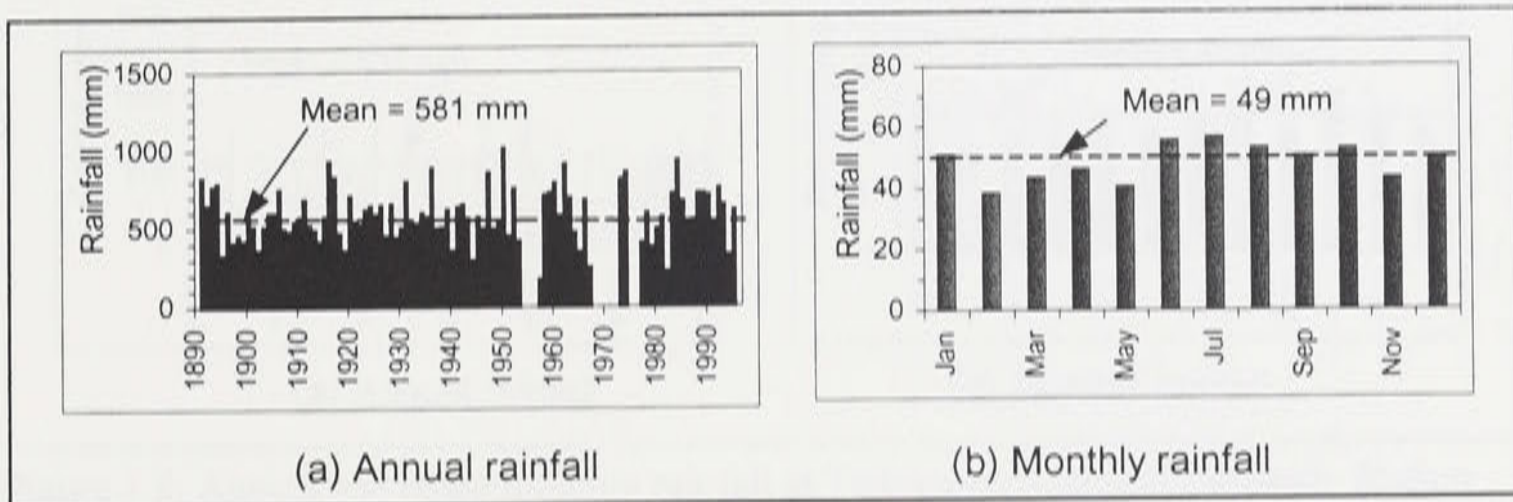 Rainfall (mm)
1500
1000
500
0
Mean = 581 mm
1890
1900
1910
1920
1930
1940
1950
1960
1970
1980
1990
(a) Annual rainfall
Rainfall (mm)
80
60
40
20
0
Mean = 49 mm
Jan
Mar
May
Jul
Sep
Nov
(b) Monthly rainfall